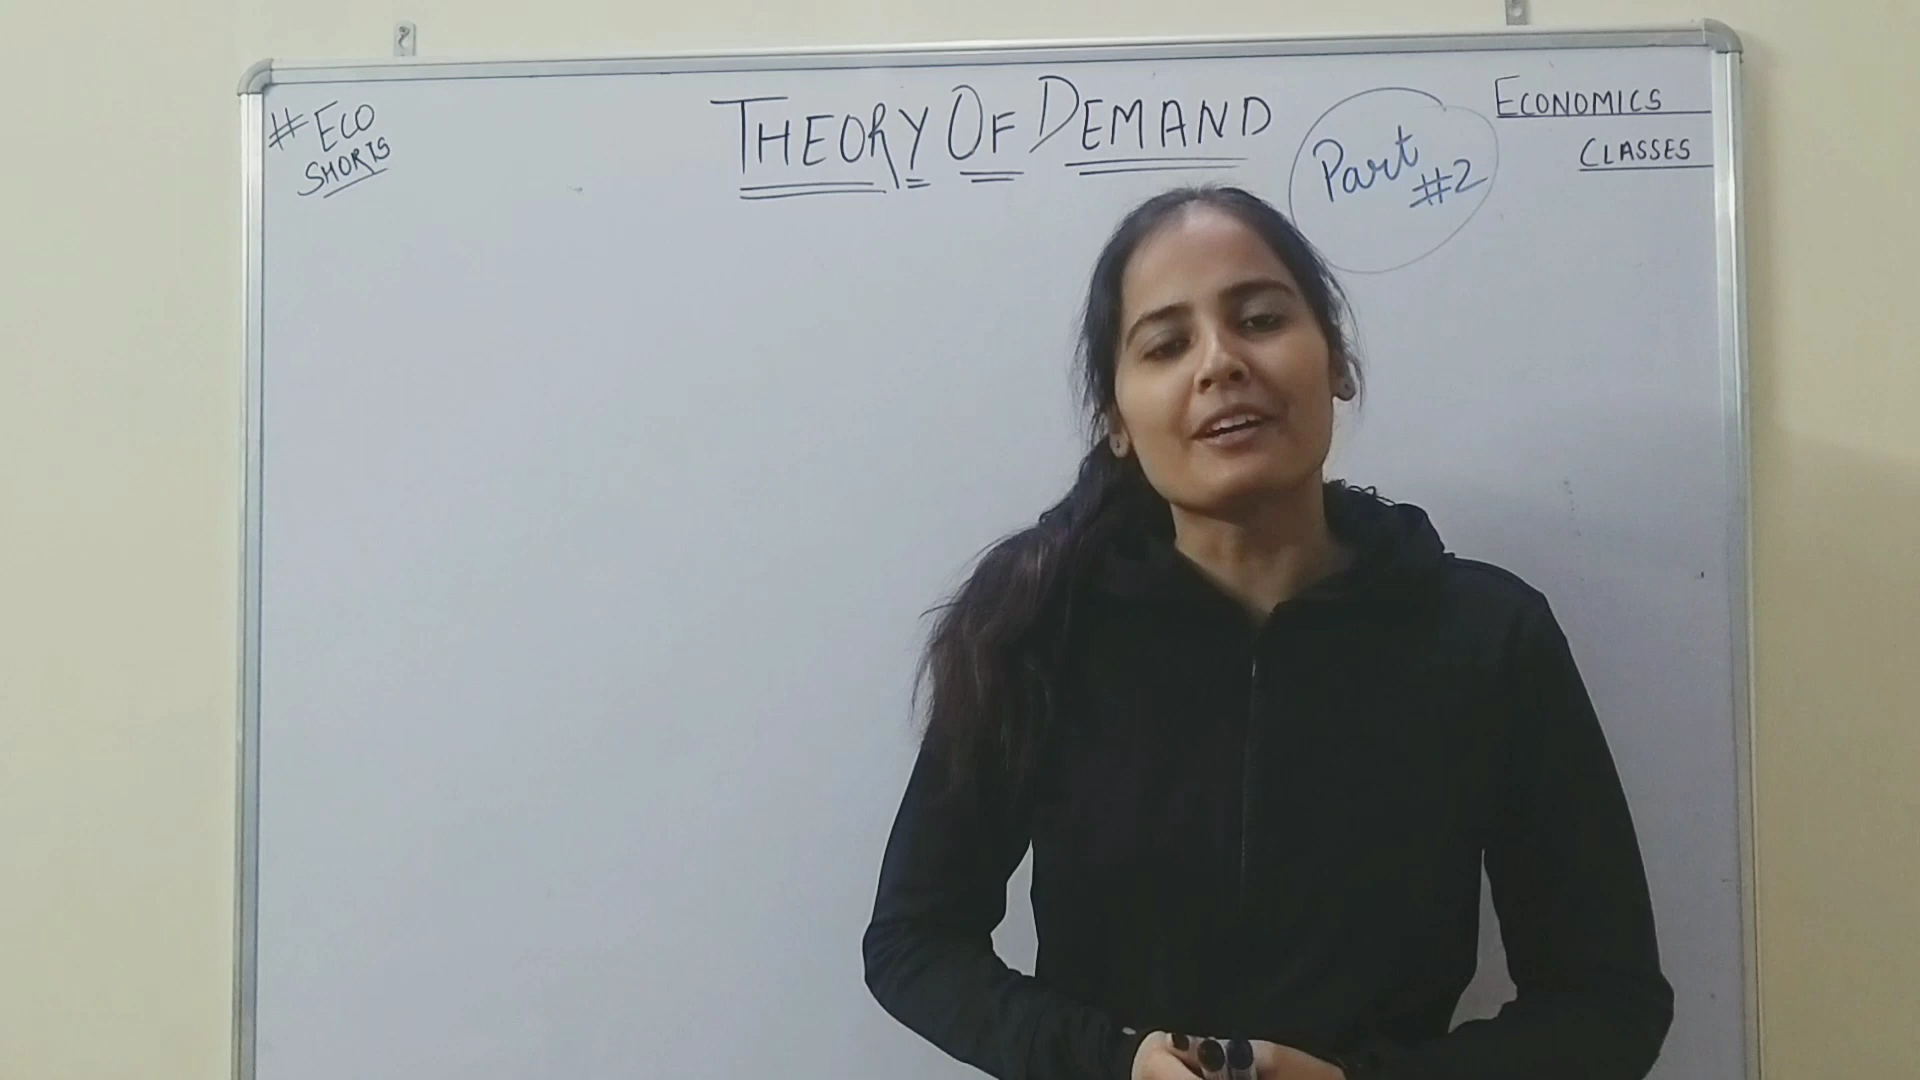 #ECO
SHORTS
THEORY OF DEMAND
Part
#2
ECONOMICS
CLASSES